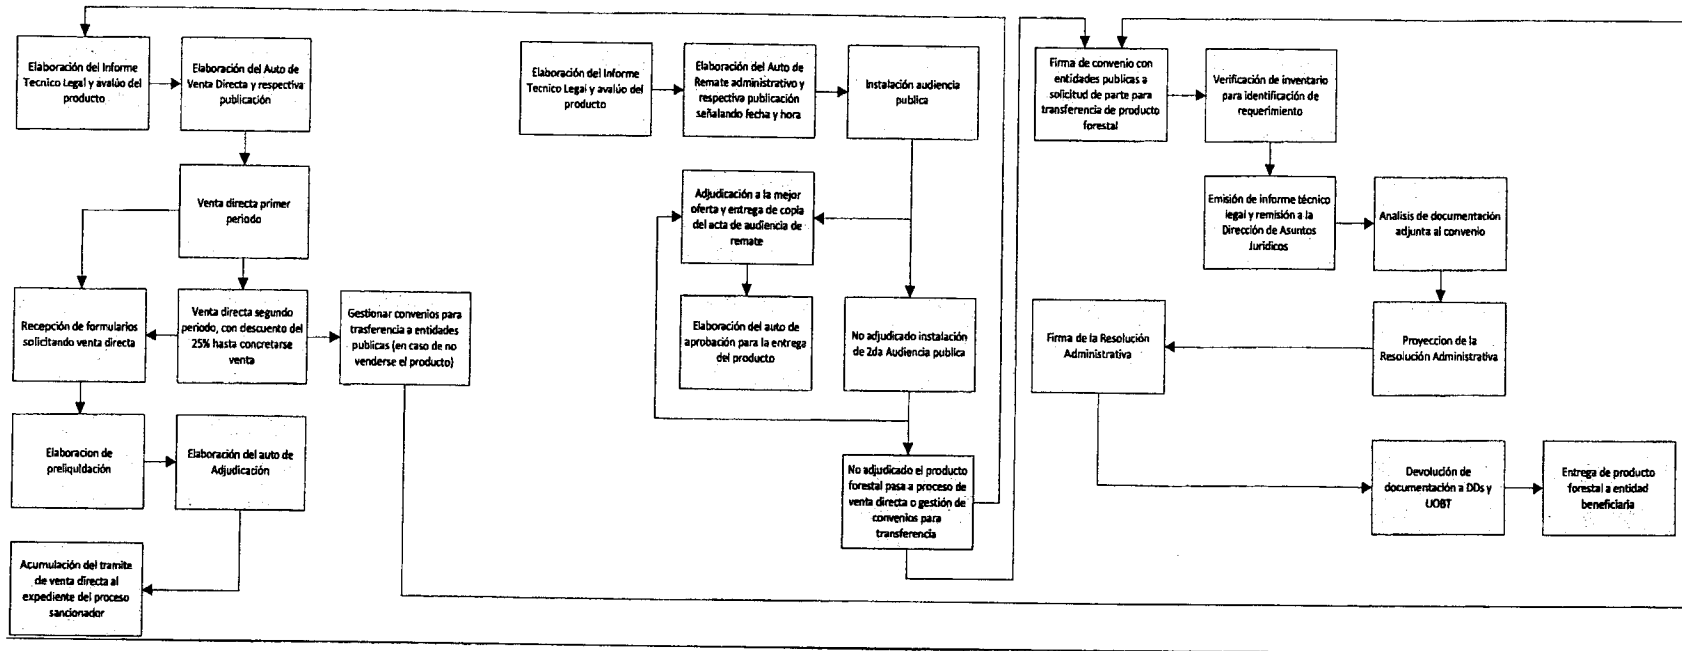 Elaboración del Informe
Tecnico Legal y avalúo del
producto
Elaboración del Auto de
Venta Directa y respectiva
publicación
Venta directa primer
periodo
Recepción de formularios
solicitando venta directa
Venta directa segundo
periodo, con descuento del
25% hasta concretarse
venta
Gestionar convenios para
trasferencia a entidades
publicas (en caso de no
venderse el producto)
Elaboracion de
preliquidación
Elaboración del auto de
Adjudicación
Acumulación del tramite
de venta directa al
expediente del proceso
sancionador
Elaboración del Informe
Tecnico Legal y avalúo del
producto
Elaboración del Auto de
Remate administrativo y
respectiva publicación
señalando fecha y hora
Instalación audiencia
publica
Adjudicación a la mejor
oferta y entrega de copia
del acta de audiencia de
remate
Elaboración del auto de
aprobación para la entrega
del producto
No adjudicado instalación
de 2da Audiencia publica
No adjudicado el producto
forestal pasa a proceso de
venta directa o gestión de
convenios para
transferencia
Firma de convenio con
entidades publicas a
solicitud de parte para
transferencia de producto
forestal
Verificación de inventario
para identificación de
requerimiento
Emisión de informe técnico
legal y remisión a la
Dirección de Asuntos
Juridicos
Analisis de documentación
adjunta al convenio
Proyeccion de la
Resolución Administrativa
Firma de la Resolución
Administrativa
Devolución de
documentación a DDs y
UOBT
Entrega de producto
forestal a entidad
beneficiaria